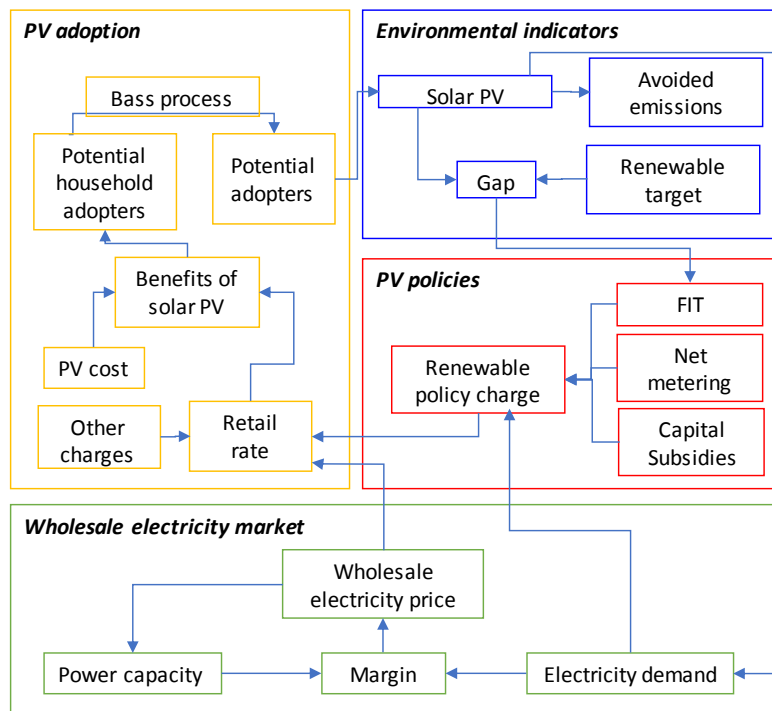 PV adoption
Bass process
Potential
household
adopters
Potential
adopters
Benefits of
solar PV
PV cost
Other
charges
Retail
rate
Environmental indicators
Solar PV
Avoided
emissions
Gap
Renewable
target
PV policies
FIT
Renewable
policy charge
Net
metering
Capital
Subsidies
Wholesale electricity market
Wholesale
electricity price
Power capacity
Margin
Electricity demand